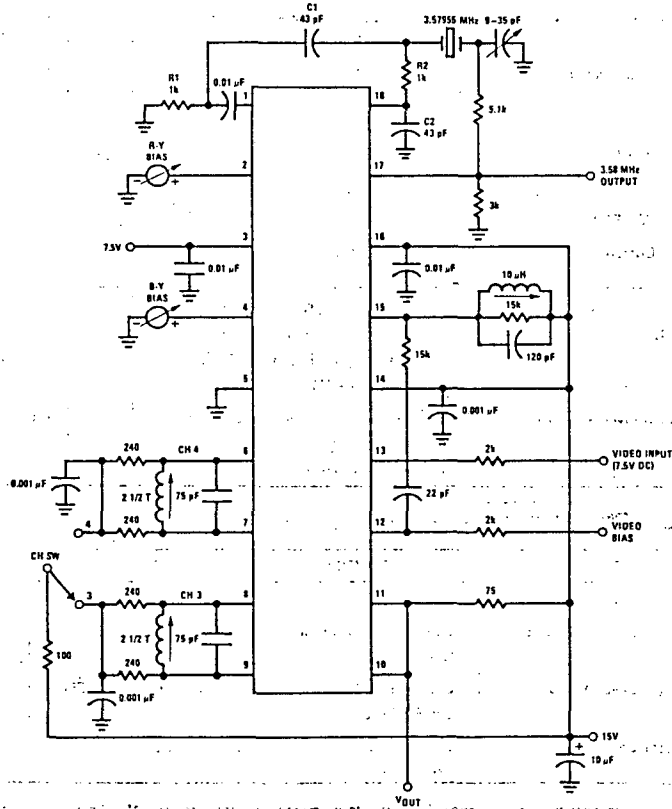 C1
43 pF
3.57955 MHz
9-35 pF
R1
1k
0.01 µF
R2
1k
1
18
C2
43 pF
5.1k
R-Y
BIAS
2
17
3.58 MHz
OUTPUT
- +
3k
3
16
7.5V
0.01 µF
0.01 µF
10 µH
B-Y
BIAS
4
15
15k
- +
15k
120 pF
5
14
0.001 µF
240
CH 4
6
13
2k
VIDEO INPUT
(7.5V DC)
0.001 µF
2 1/2 T
75 pF
22 pF
4
240
7
12
2k
VIDEO
BIAS
CH SW
3
240
CH 3
8
11
75
100
2 1/2 T
75 pF
240
9
10
0.001 µF
15V
+
10 µF
VOUT